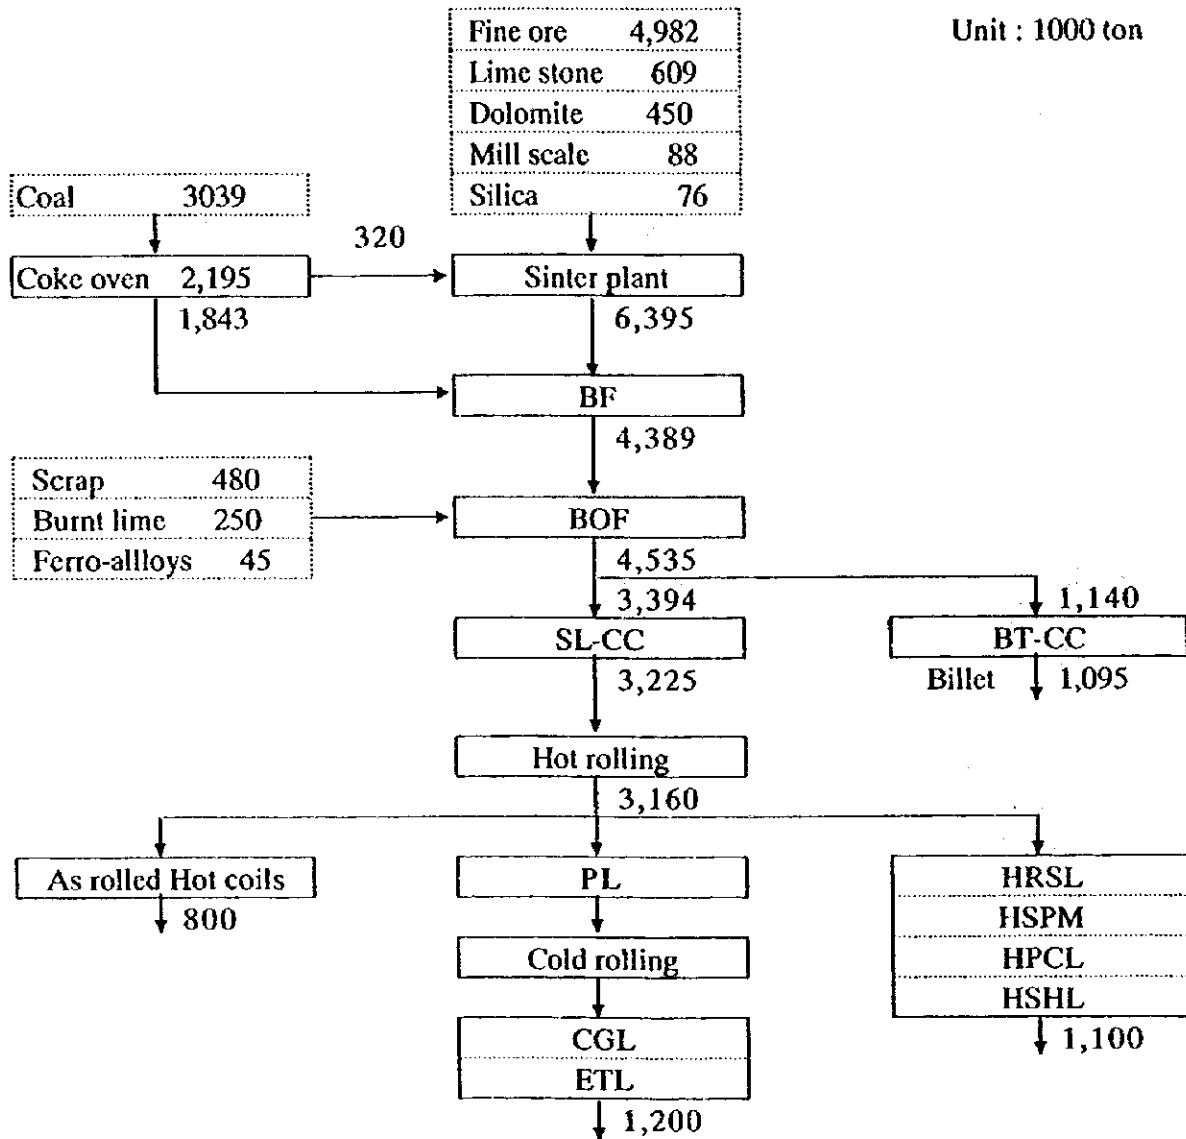 Unit : 1000 ton
Fine ore 4,982
Lime stone 609
Dolomite 450
Mill scale 88
Silica 76
Coal 3039
320
Coke oven 2,195
Sinter plant
1,843
6,395
BF
4,389
Scrap 480
Burnt lime 250
Ferro-allloys 45
BOF
4,535
3,394
1,140
SL-CC
BT-CC
3,225
Billet 1,095
Hot rolling
3,160
As rolled Hot coils
PL
HRSL
800
HSPM
Cold rolling
HPCL
HSHL
CGL
1,100
ETL
1,200